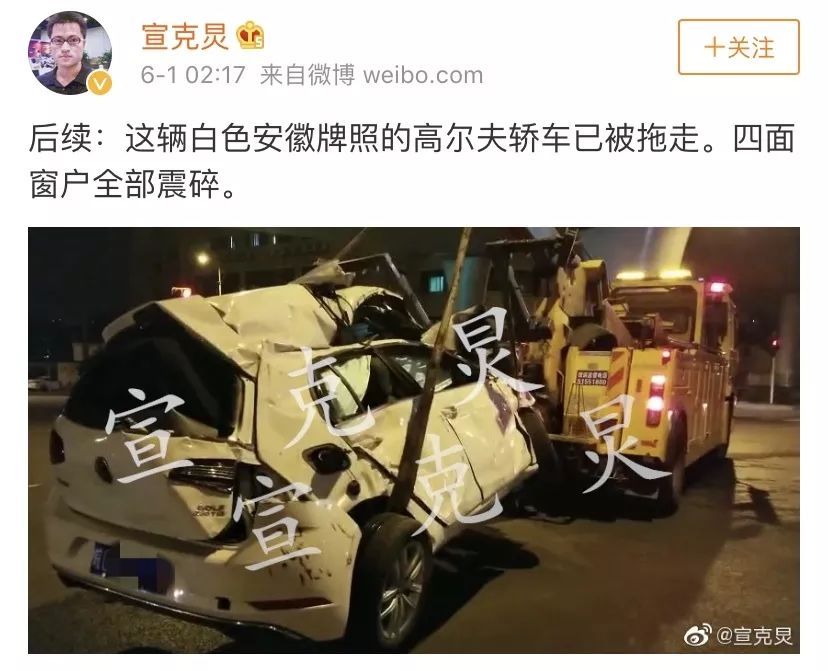 宣克炅
6-1 02:17 来自微博 weibo.com
+关注
后续：这辆白色安徽牌照的高尔夫轿车已被拖走。四面
窗户全部震碎。
宣克炅
宣克炅
GOLF
51551800
@宣克炅